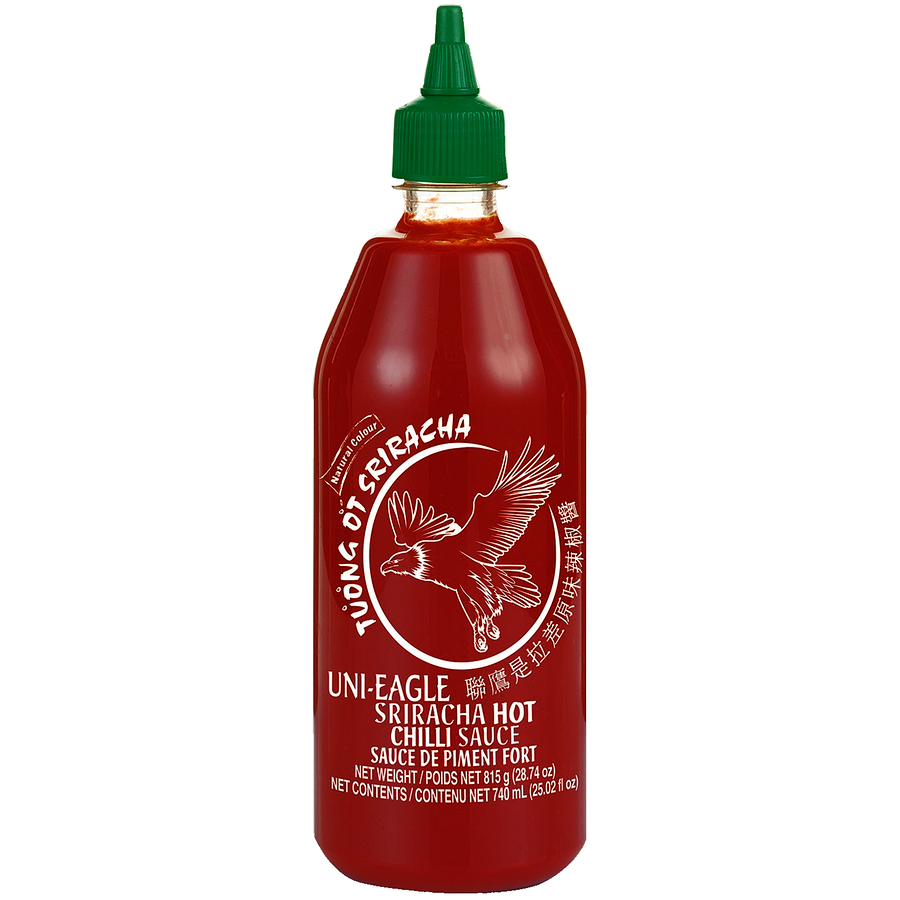 Natural Colour
TƯƠNG ỚT SRIRACHA
聯鷹是拉差原味辣椒醬
UNI-EAGLE
SRIRACHA HOT
CHILLI SAUCE
SAUCE DE PIMENT FORT
NET WEIGHT / POIDS NET 815 g (28.74 oz)
NET CONTENTS / CONTENU NET 740 mL (25.02 fl oz)